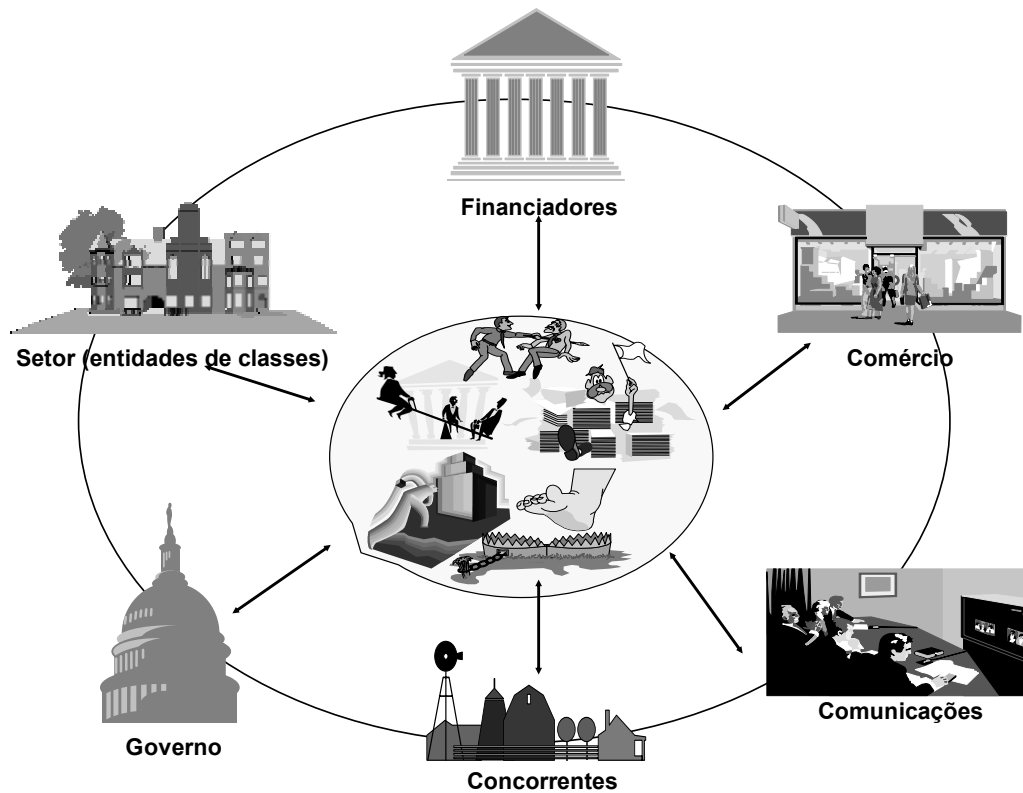 Financiadores
Setor (entidades de classes)
Comércio
Governo
Comunicações
Concorrentes